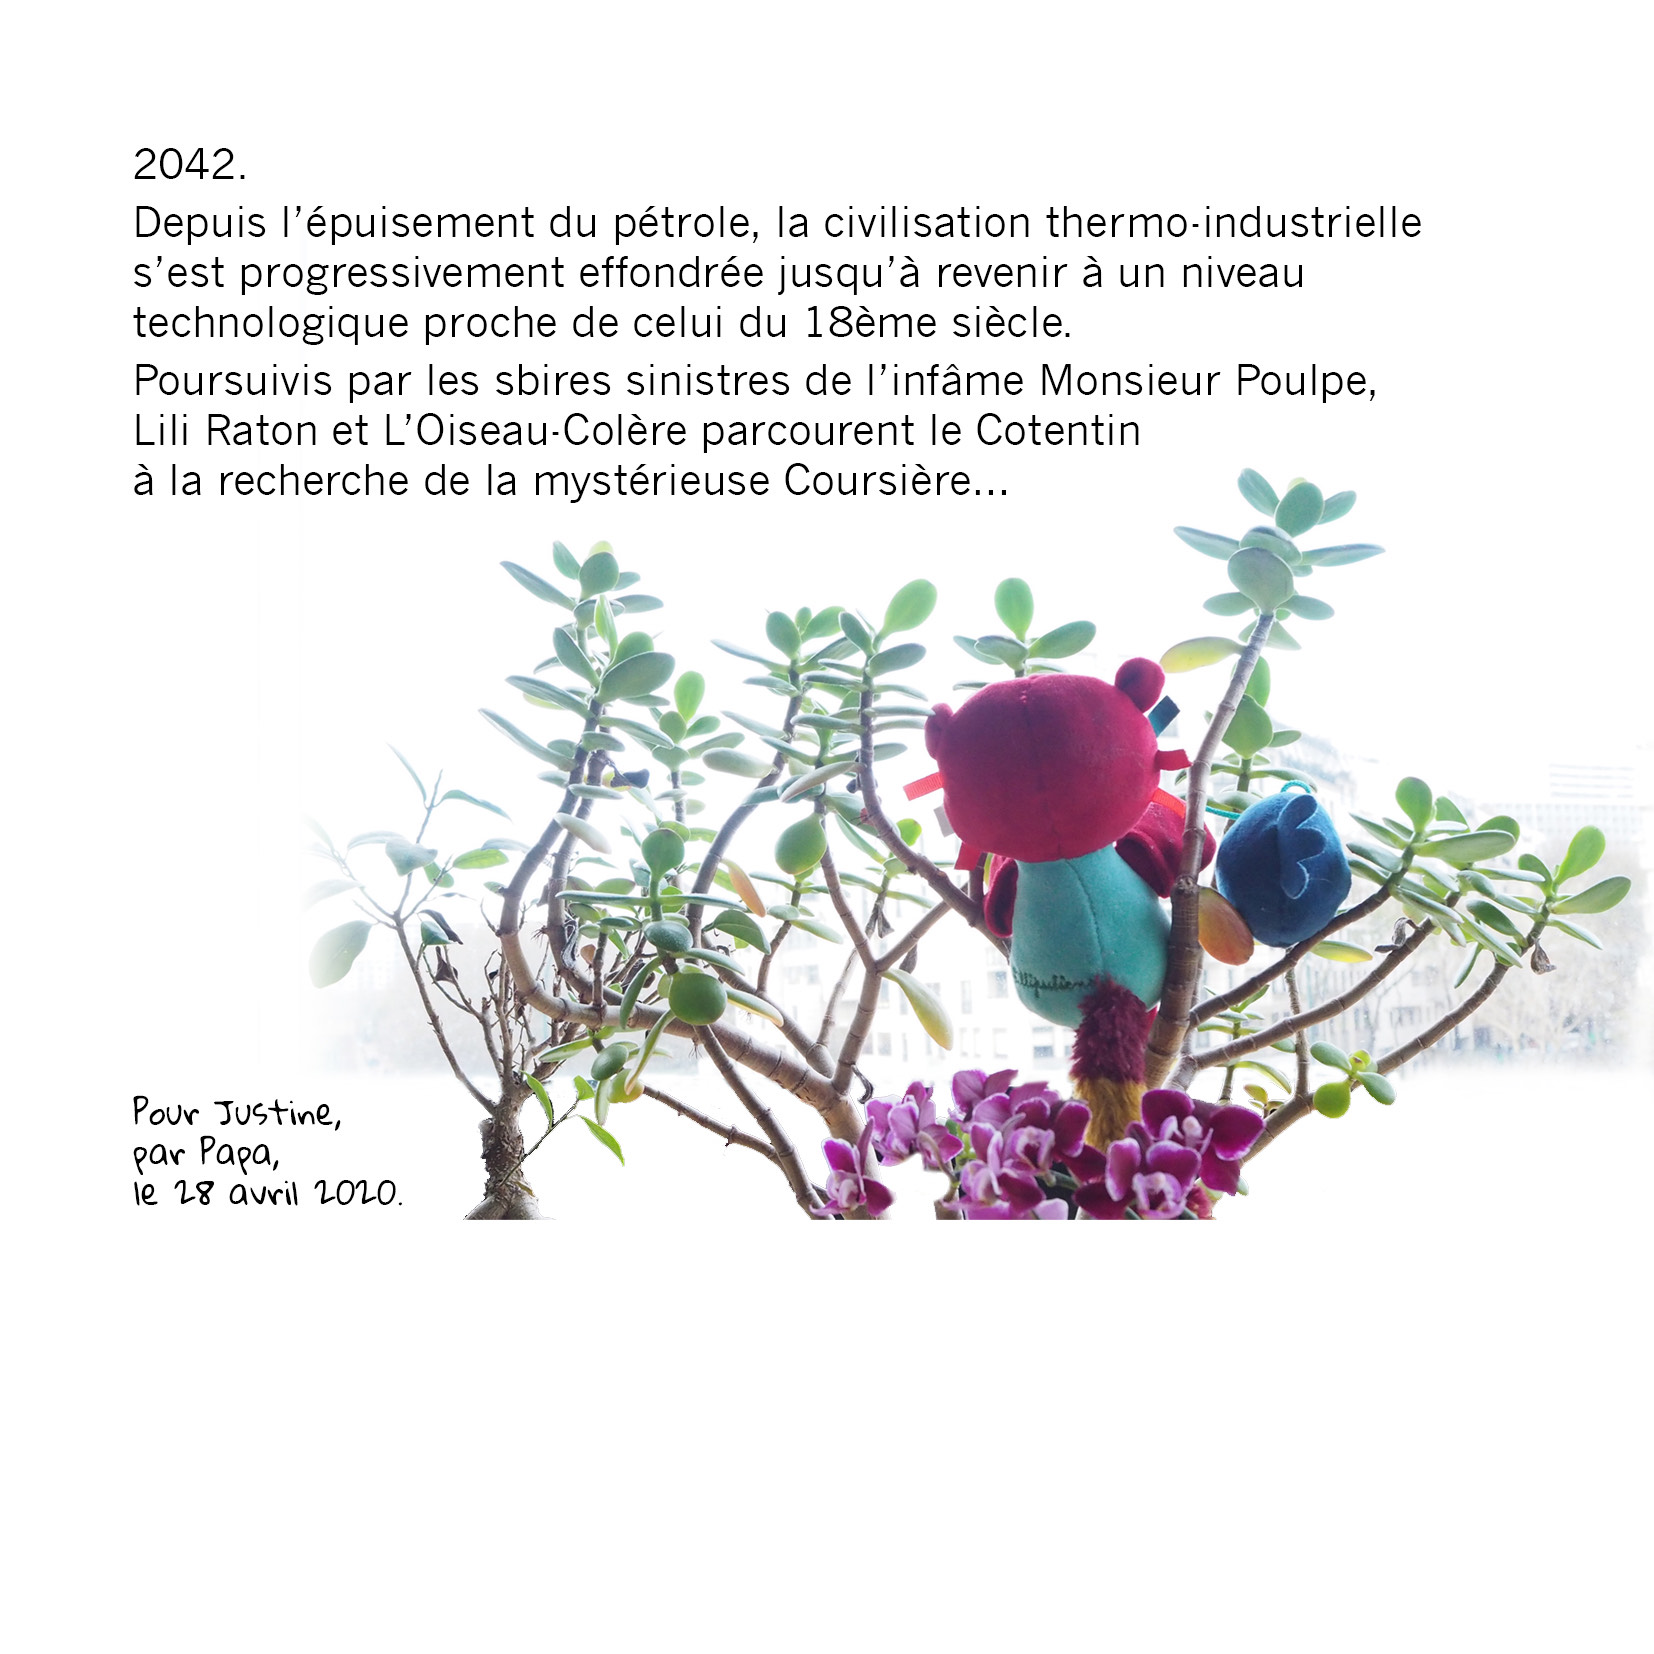 2042.
Depuis l’épuisement du pétrole, la civilisation thermo-industrielle
s’est progressivement effondrée jusqu’à revenir à un niveau
technologique proche de celui du 18ème siècle.
Poursuivis par les sbires sinistres de l’infâme Monsieur Poulpe,
Lili Raton et L’Oiseau-Colère parcourent le Cotentin
à la recherche de la mystérieuse Coursière...
Lilliputiens
Pour Justine,
par Papa,
le 28 avril 2020.